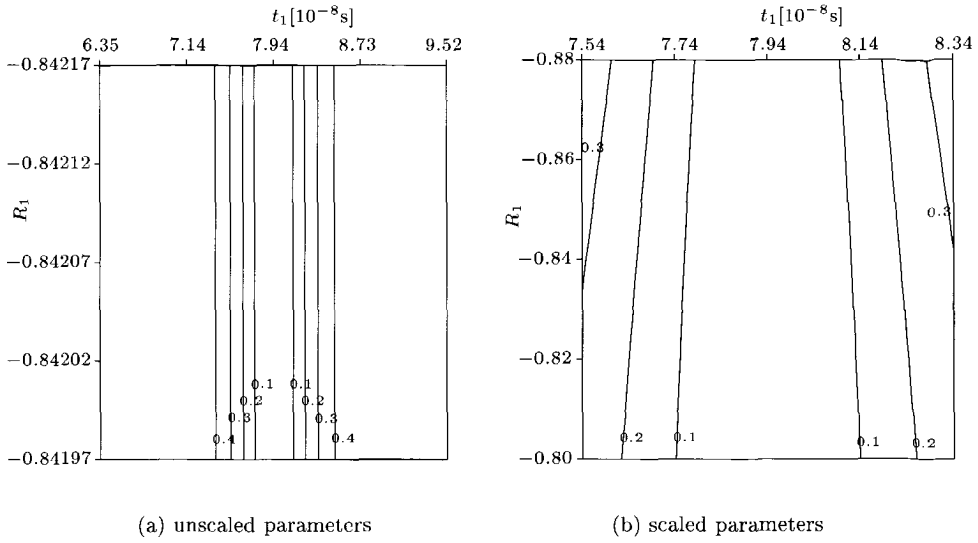 t₁[10⁻⁸s]
6.35 7.14 7.94 8.73 9.52
−0.84217
−0.84212
R₁
−0.84207
−0.84202
−0.84197
0.1 0.1
0.2 0.2
0.3 0.3
0.4 0.4
(a) unscaled parameters
t₁[10⁻⁸s]
7.54 7.74 7.94 8.14 8.34
−0.88
−0.86
R₁
−0.84
−0.82
−0.80
0.3
0.3
0.2 0.1 0.1 0.2
(b) scaled parameters